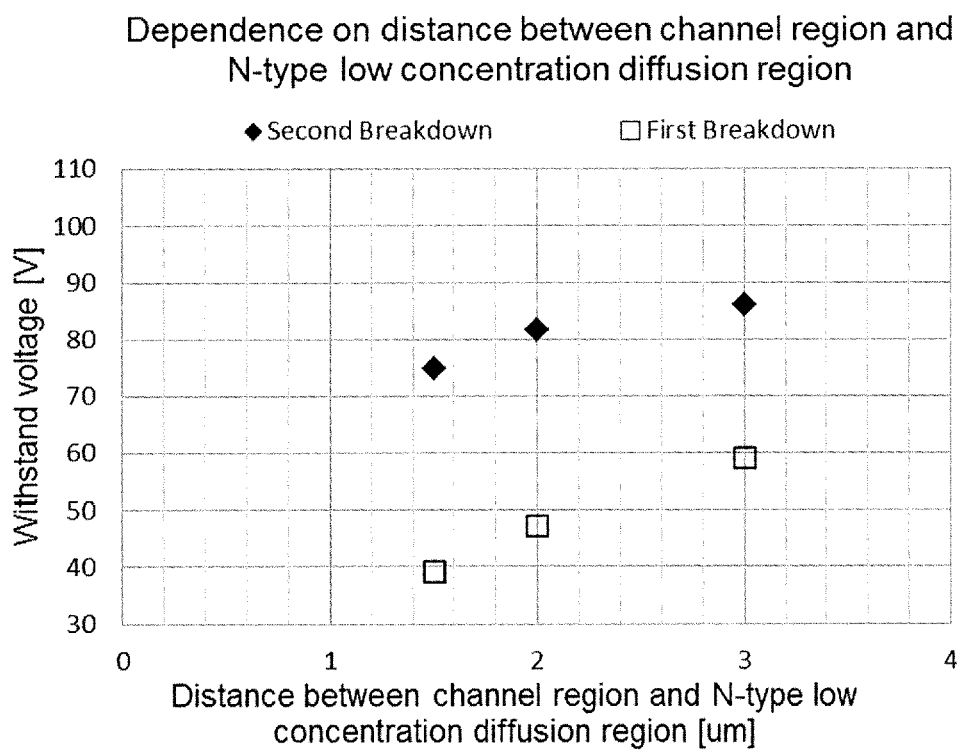 Dependence on distance between channel region and
N-type low concentration diffusion region
Second Breakdown
First Breakdown
110
100
90
80
70
60
50
40
30
Withstand voltage [V]
0 1 2 3 4
Distance between channel region and N-type low
concentration diffusion region [um]